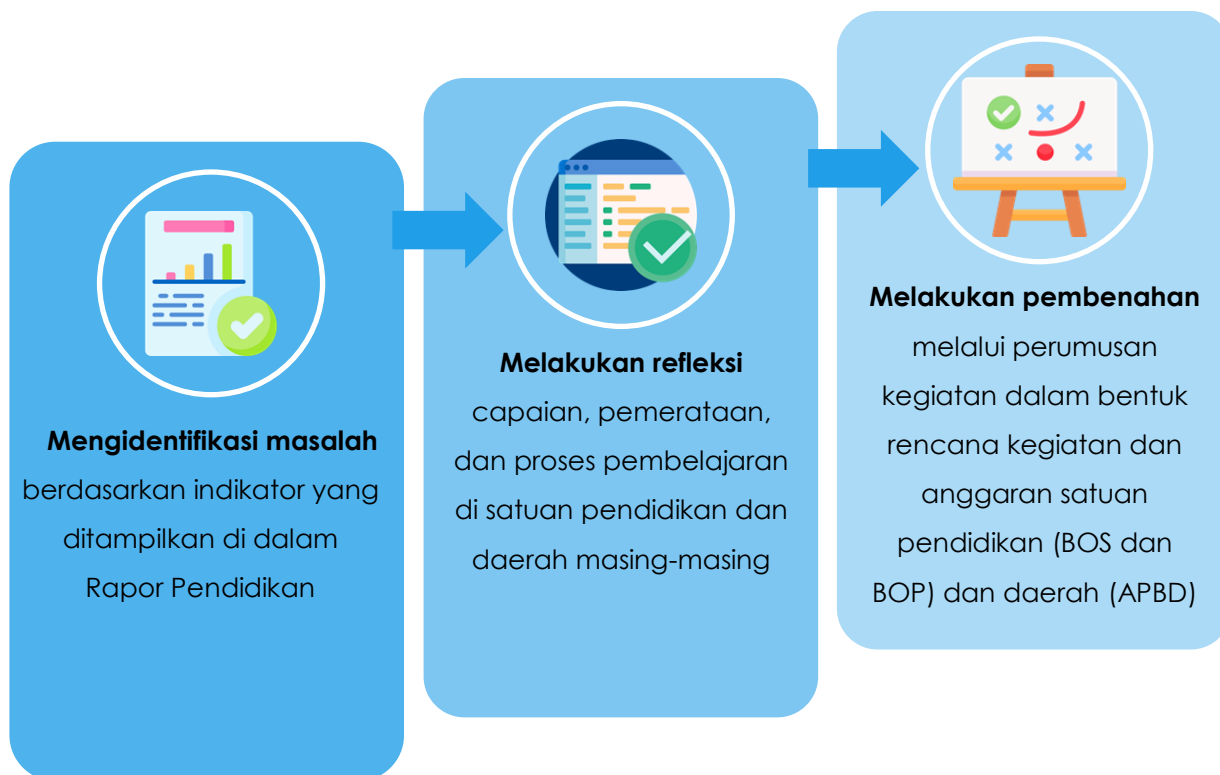 Mengidentifikasi masalah
berdasarkan indikator yang
ditampilkan di dalam
Rapor Pendidikan
Melakukan refleksi
capaian, pemerataan,
dan proses pembelajaran
di satuan pendidikan dan
daerah masing-masing
Melakukan pembenahan
melalui perumusan
kegiatan dalam bentuk
rencana kegiatan dan
anggaran satuan
pendidikan (BOS dan
BOP) dan daerah (APBD)